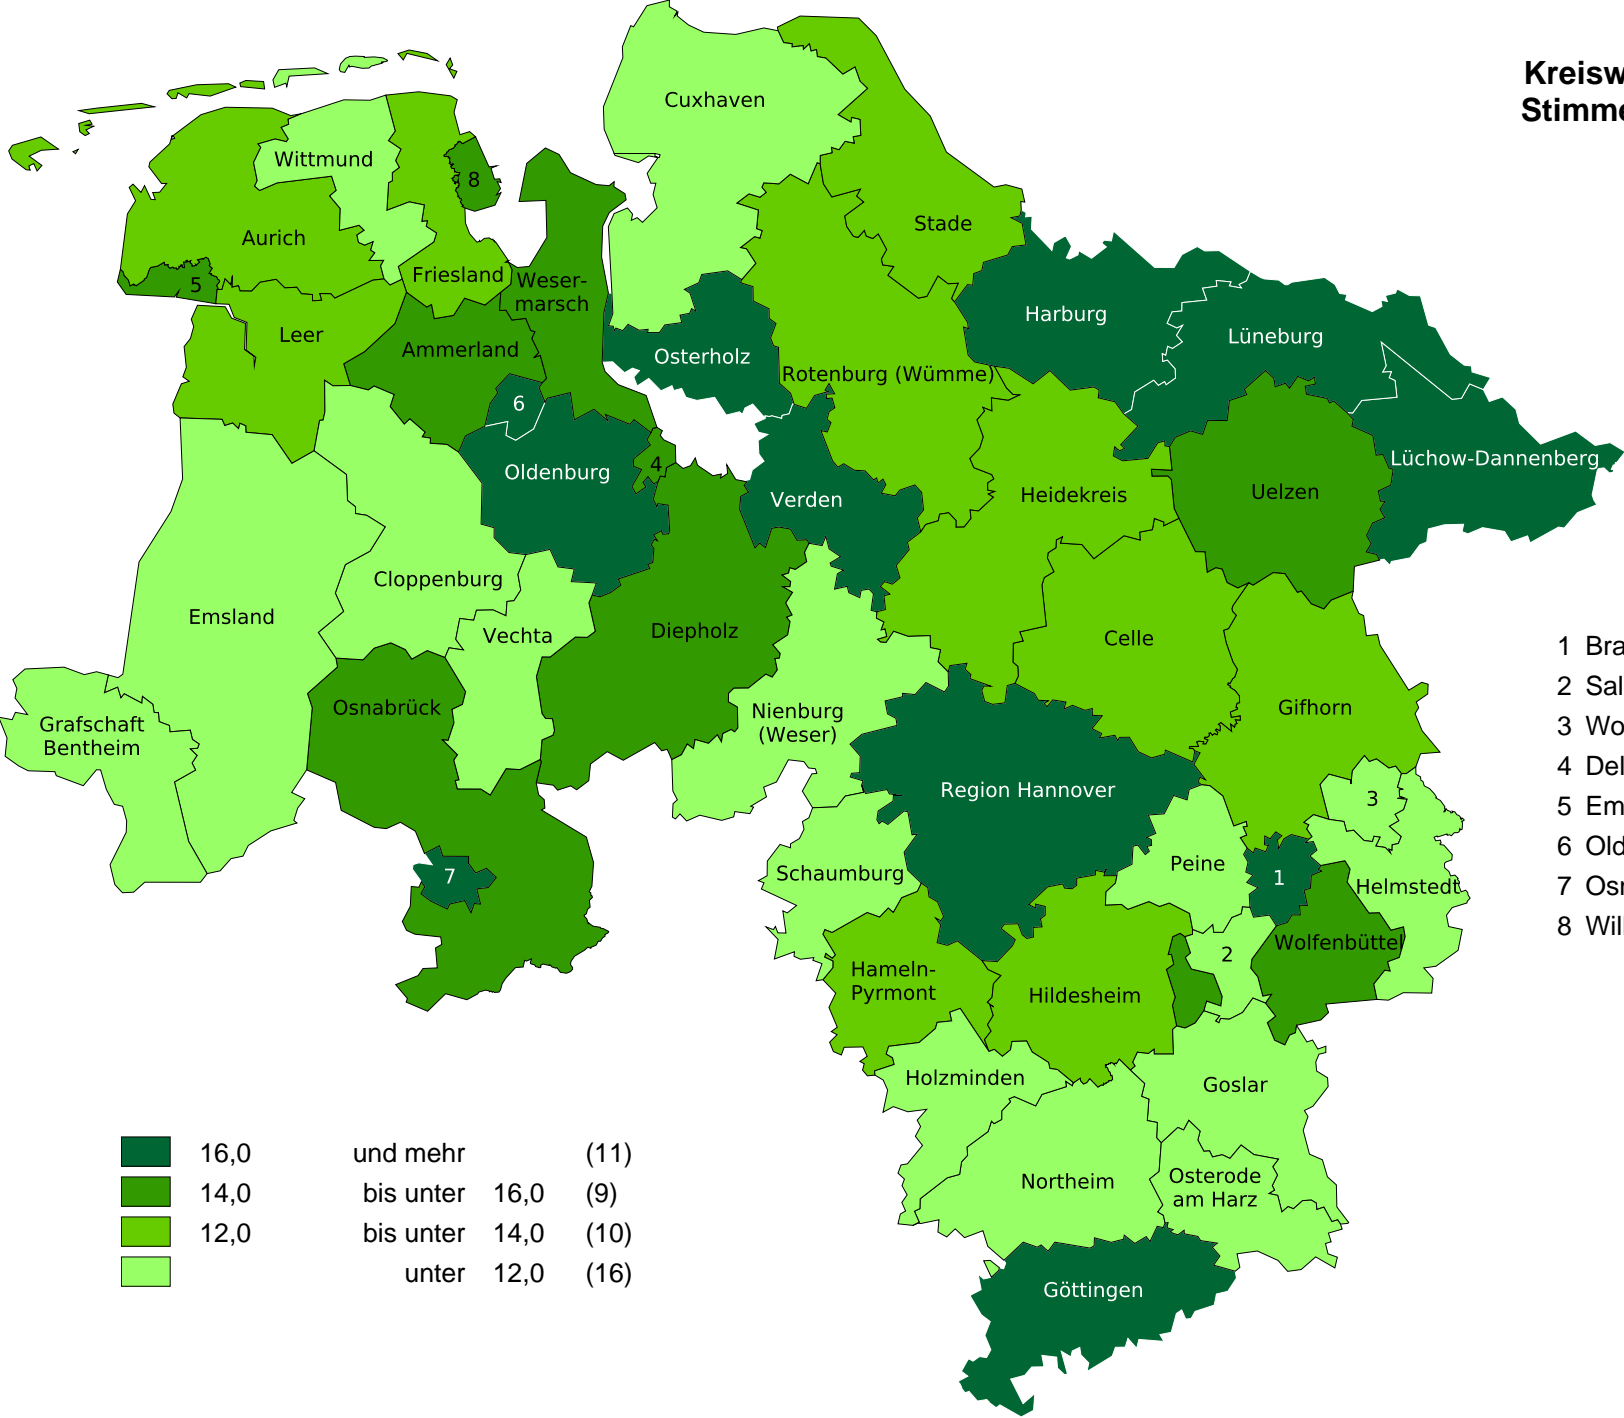 Kreisw
Stimme
Cuxhaven
Wittmund
8
Stade
Aurich
Friesland
5
Weser-
marsch
Harburg
Leer
Lüneburg
Ammerland
Osterholz
Rotenburg (Wümme)
6
Lüchow-Dannenberg
4
Oldenburg
Uelzen
Heidekreis
Verden
Cloppenburg
Emsland
Diepholz
Vechta
Celle
Osnabrück
Gifhorn
Nienburg
(Weser)
Grafschaft
Bentheim
Region Hannover
3
Peine
Schaumburg
7
1
Helmstedt
Wolfenbüttel
2
Hameln-
Pyrmont
Hildesheim
Holzminden
Goslar
Northeim
Osterode
am Harz
Göttingen
1 Bra
2 Sal
3 Wo
4 Del
5 Em
6 Old
7 Osn
8 Wil
16,0 und mehr (11)
14,0 bis unter 16,0 (9)
12,0 bis unter 14,0 (10)
unter 12,0 (16)